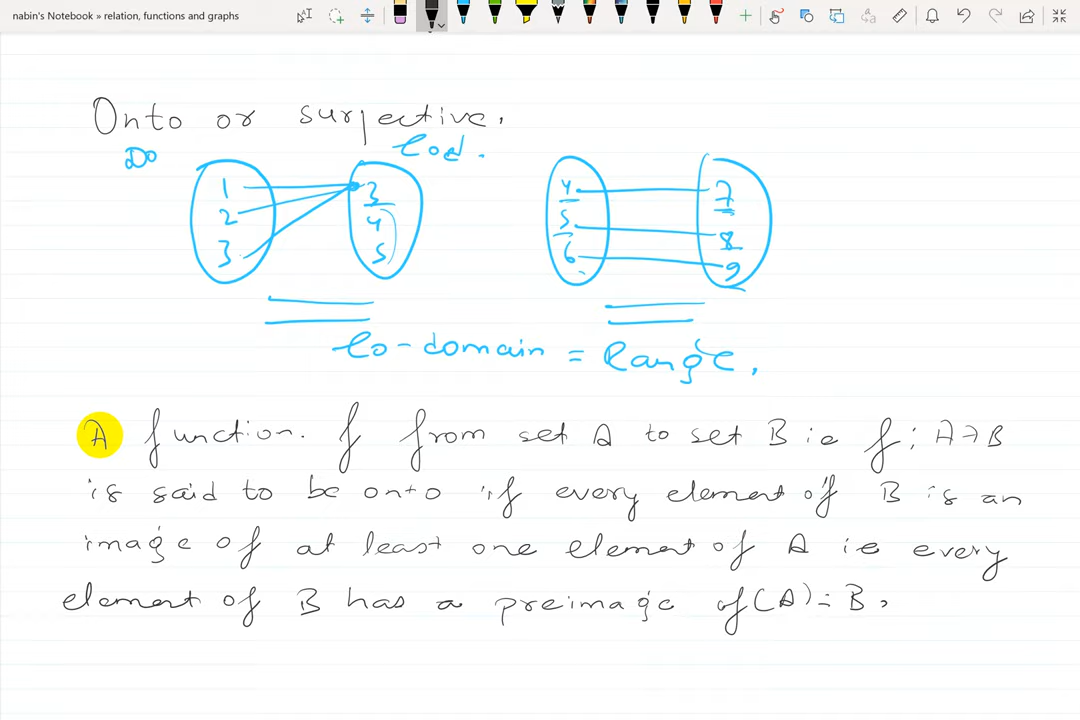 nabin's Notebook » relation, functions and graphs
Onto or surjective.
Do Cod.
1 3 4 7
2 4 5 8
3 5 6 9
Co-domain = Range.
A function. f from set A to set B ie f; A→B
is said to be onto if every element of B is an
image of at least one element of A ie every
element of B has a preimage of(A)=B,